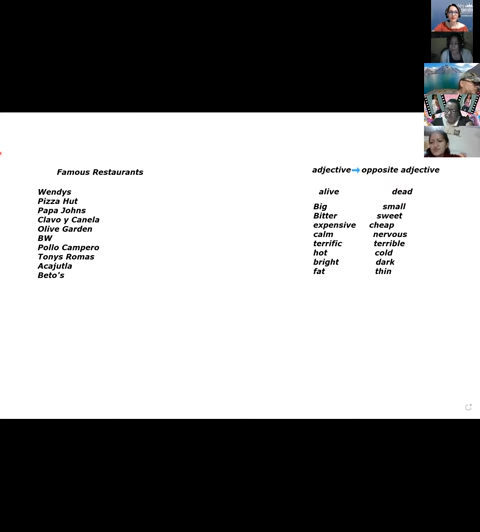 Famous Restaurants
Wendys
Pizza Hut
Papa Johns
Clavo y Canela
Olive Garden
BW
Pollo Campero
Tonys Romas
Acajutla
Beto's
adjective opposite adjective
alive dead
Big small
Bitter sweet
expensive cheap
calm nervous
terrific terrible
hot cold
bright dark
fat thin